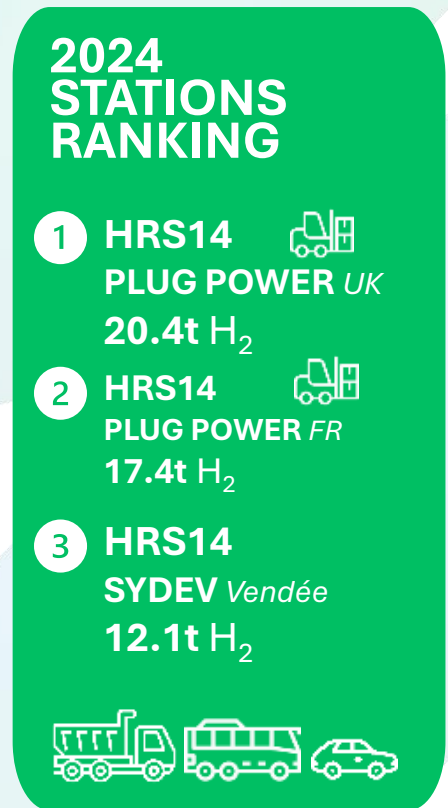 2024
STATIONS
RANKING
1 HRS14
PLUG POWER UK
20.4t H₂
2 HRS14
PLUG POWER FR
17.4t H₂
3 HRS14
SYDEV Vendée
12.1t H₂